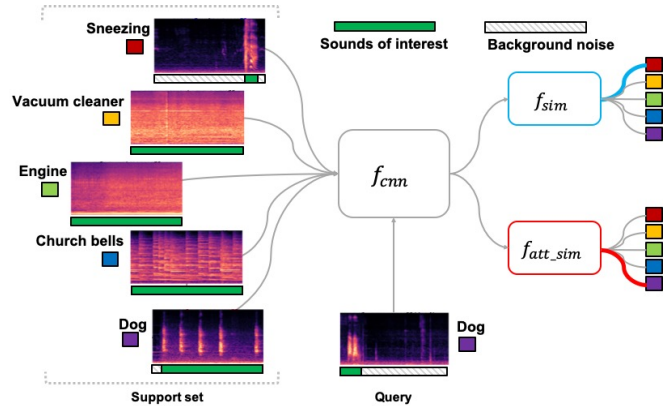 Sneezing
Sounds of interest
Background noise
Vacuum cleaner
Engine
Church bells
Dog
Support set
f_cnn
Dog
Query
f_sim
f_att_sim